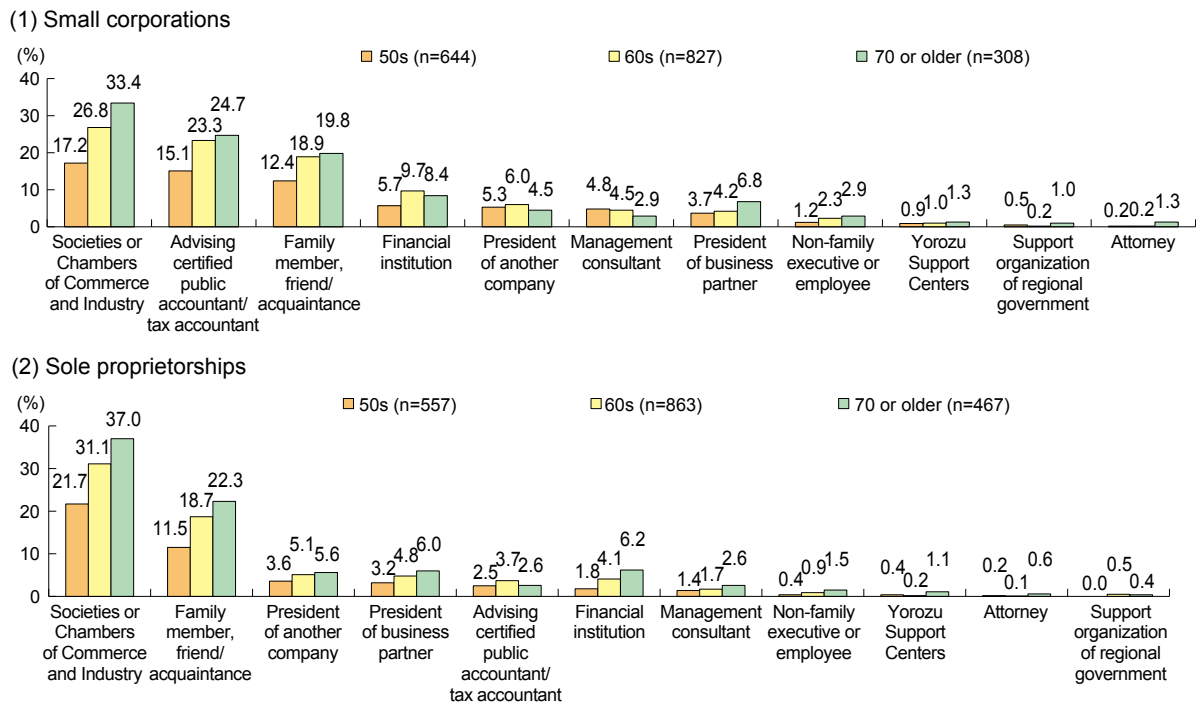 (1) Small corporations
(%)
50s (n=644)
60s (n=827)
70 or older (n=308)
40
30
20
10
0
17.2
26.8
33.4
15.1
23.3
24.7
12.4
18.9
19.8
5.7
9.7
8.4
5.3
6.0
4.5
4.8
4.5
2.9
3.7
4.2
6.8
1.2
2.3
2.9
0.9
1.0
1.3
0.5
0.2
1.0
0.2
0.2
1.3
Societies or
Chambers
of Commerce
and Industry
Advising
certified
public
accountant/
tax accountant
Family
member,
friend/
acquaintance
Financial
institution
President
of another
company
Management
consultant
President
of business
partner
Non-family
executive or
employee
Yorozu
Support
Centers
Support
organization
of regional
government
Attorney
(2) Sole proprietorships
(%)
50s (n=557)
60s (n=863)
70 or older (n=467)
40
30
20
10
0
21.7
31.1
37.0
11.5
18.7
22.3
3.6
5.1
5.6
3.2
4.8
6.0
2.5
3.7
2.6
1.8
4.1
6.2
1.4
1.7
2.6
0.4
0.9
1.5
0.4
0.2
1.1
0.2
0.1
0.6
0.0
0.5
0.4
Societies or
Chambers
of Commerce
and Industry
Family
member,
friend/
acquaintance
President
of another
company
President
of business
partner
Advising
certified
public
accountant/
tax accountant
Financial
institution
Management
consultant
Non-family
executive or
employee
Yorozu
Support
Centers
Attorney
Support
organization
of regional
government